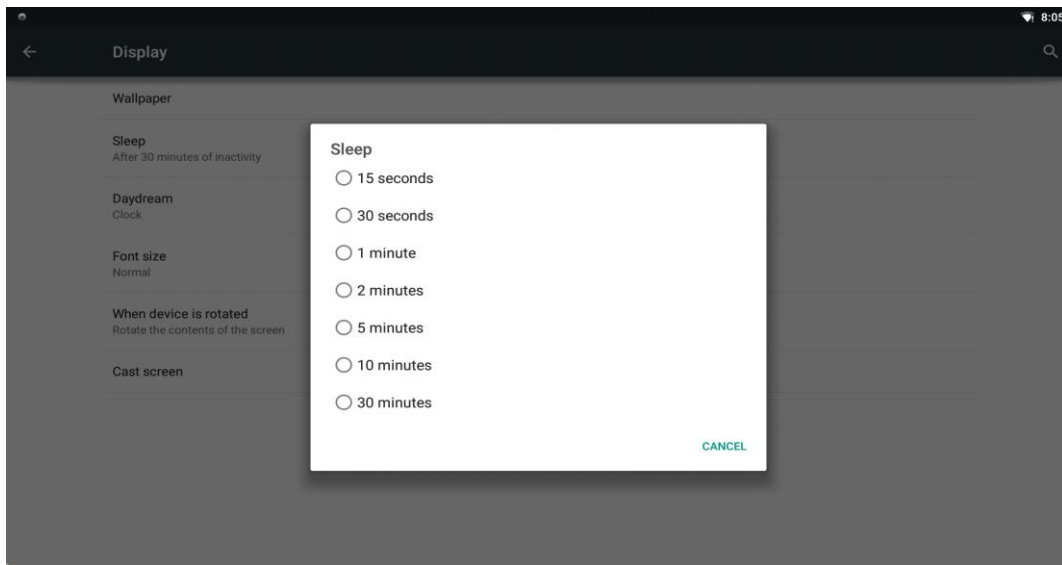 8:05
Display
Wallpaper
Sleep
After 30 minutes of inactivity
Daydream
Clock
Font size
Normal
When device is rotated
Rotate the contents of the screen
Cast screen
Sleep
15 seconds
30 seconds
1 minute
2 minutes
5 minutes
10 minutes
30 minutes
CANCEL